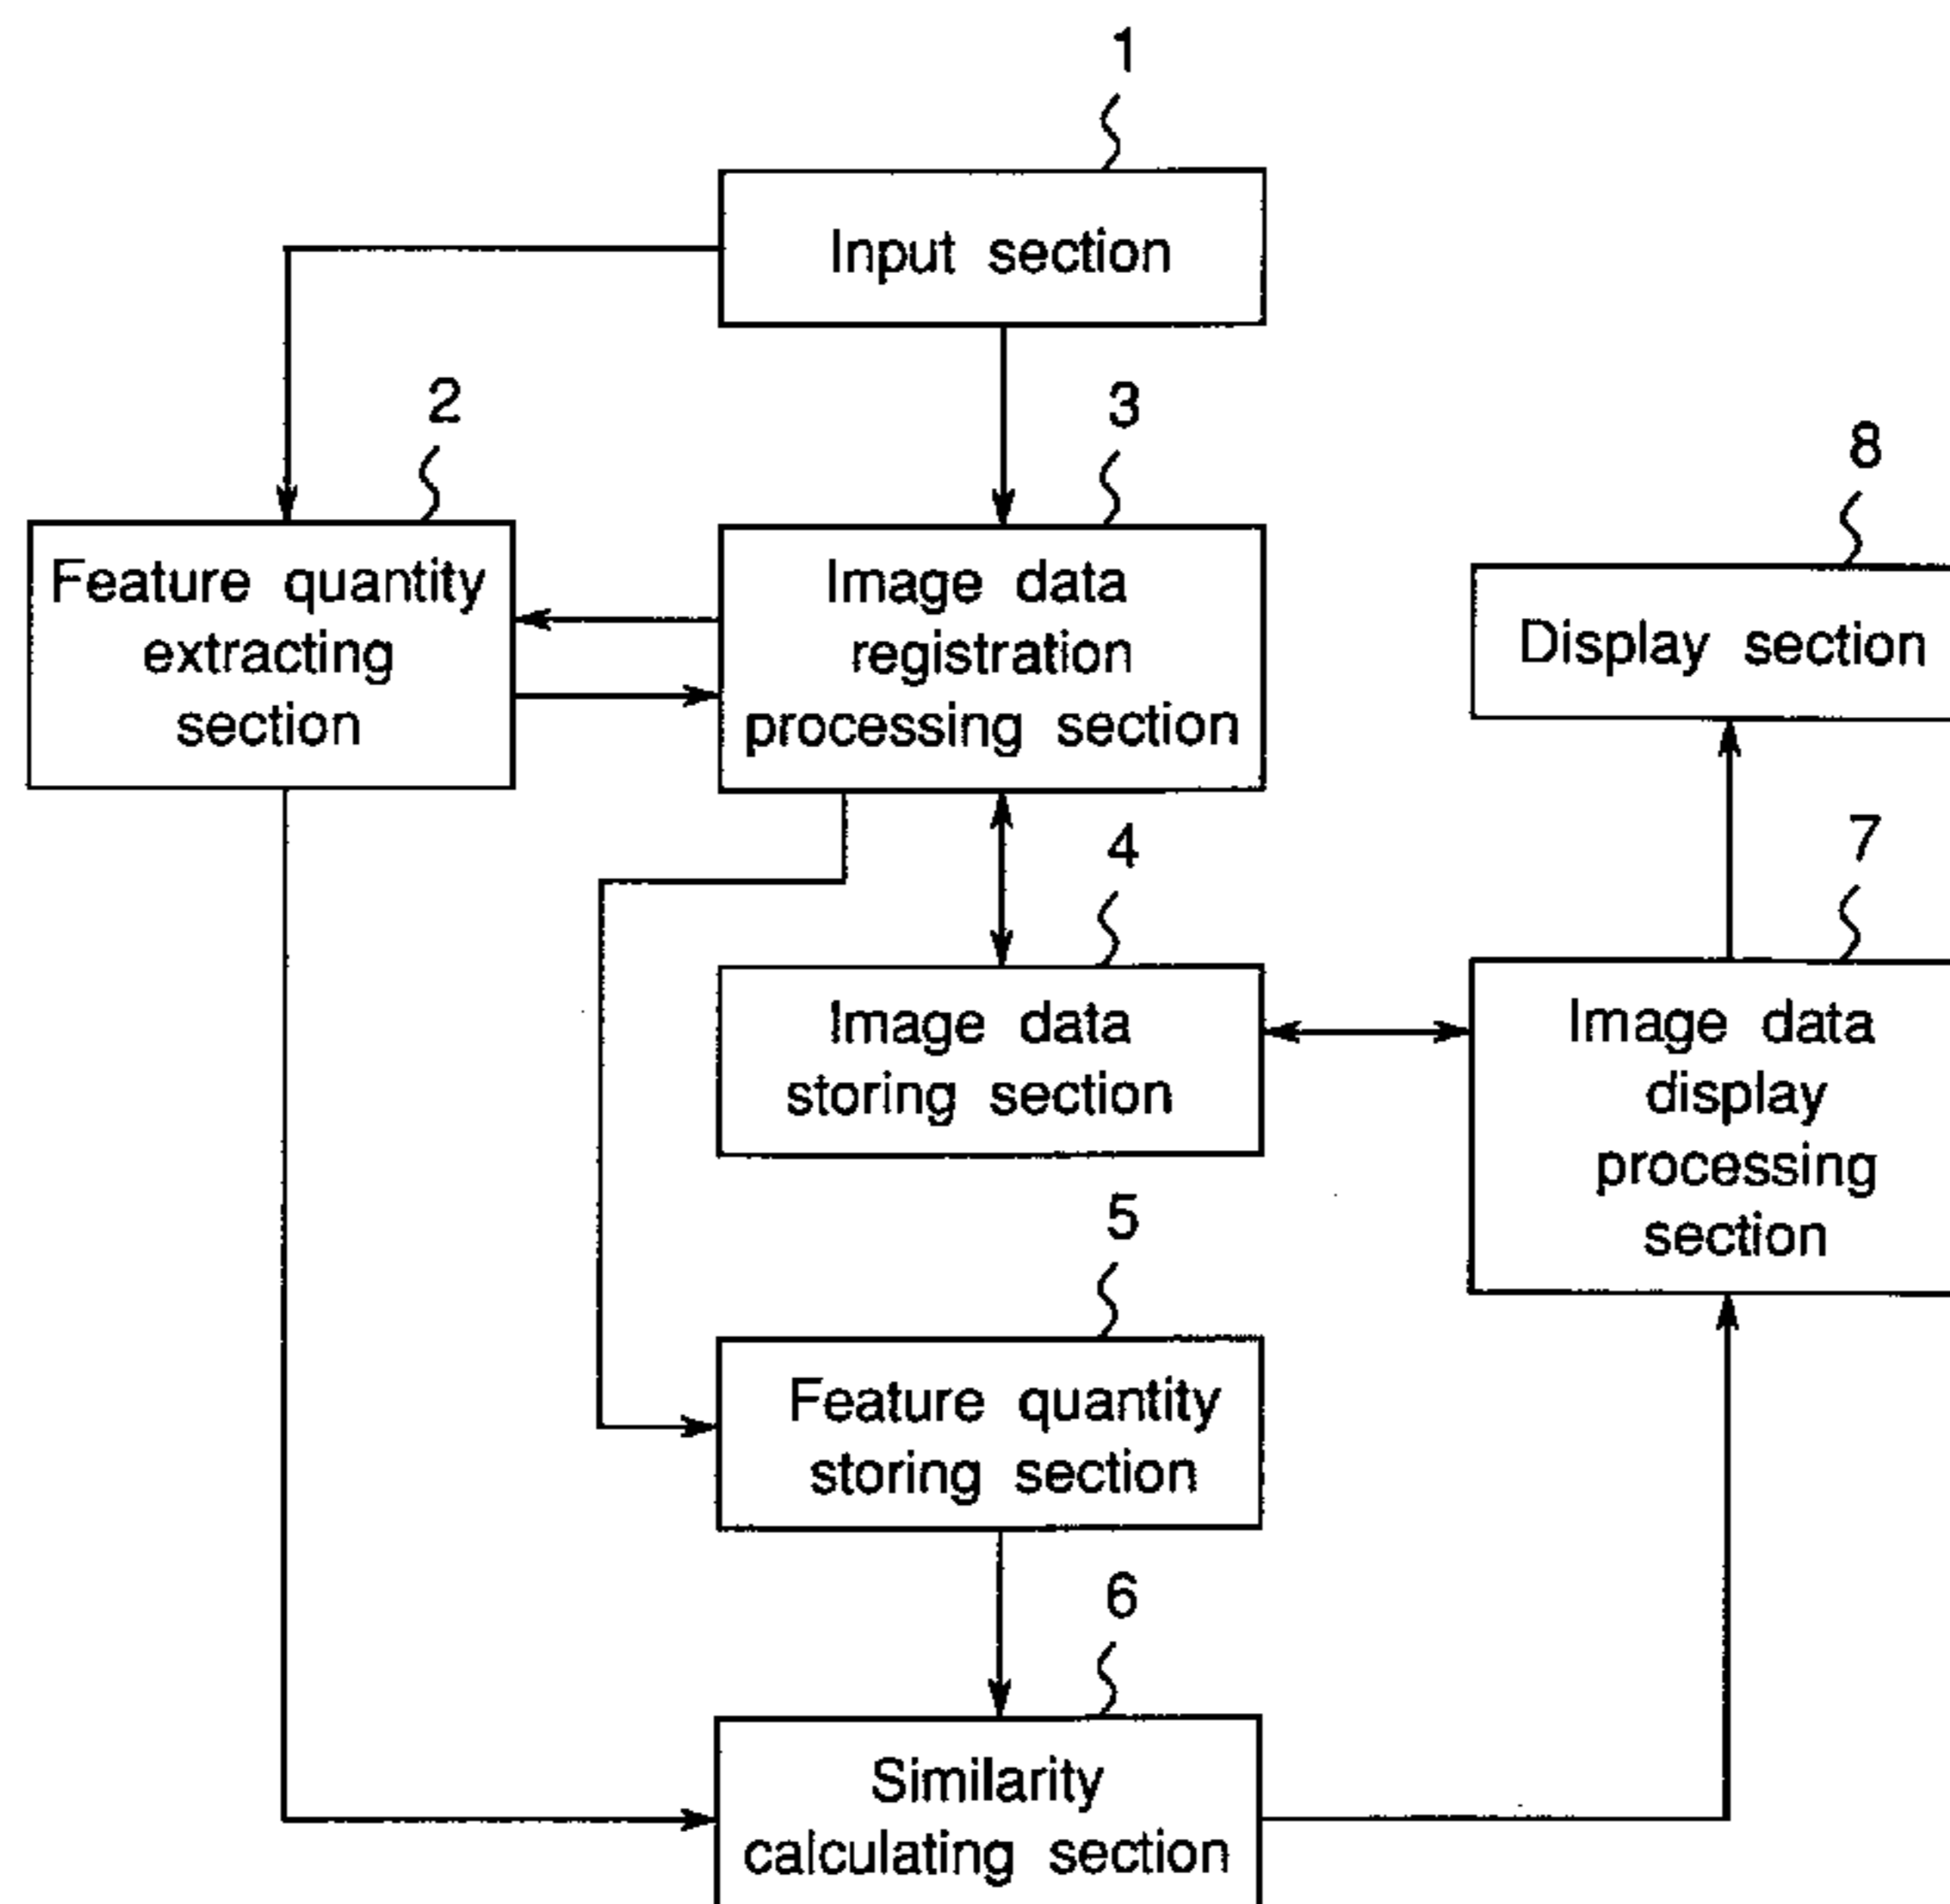 1
Input section
2
Feature quantity
extracting
section
3
Image data
registration
processing section
8
Display section
4
Image data
storing section
7
Image data
display
processing
section
5
Feature quantity
storing section
6
Similarity
calculating section